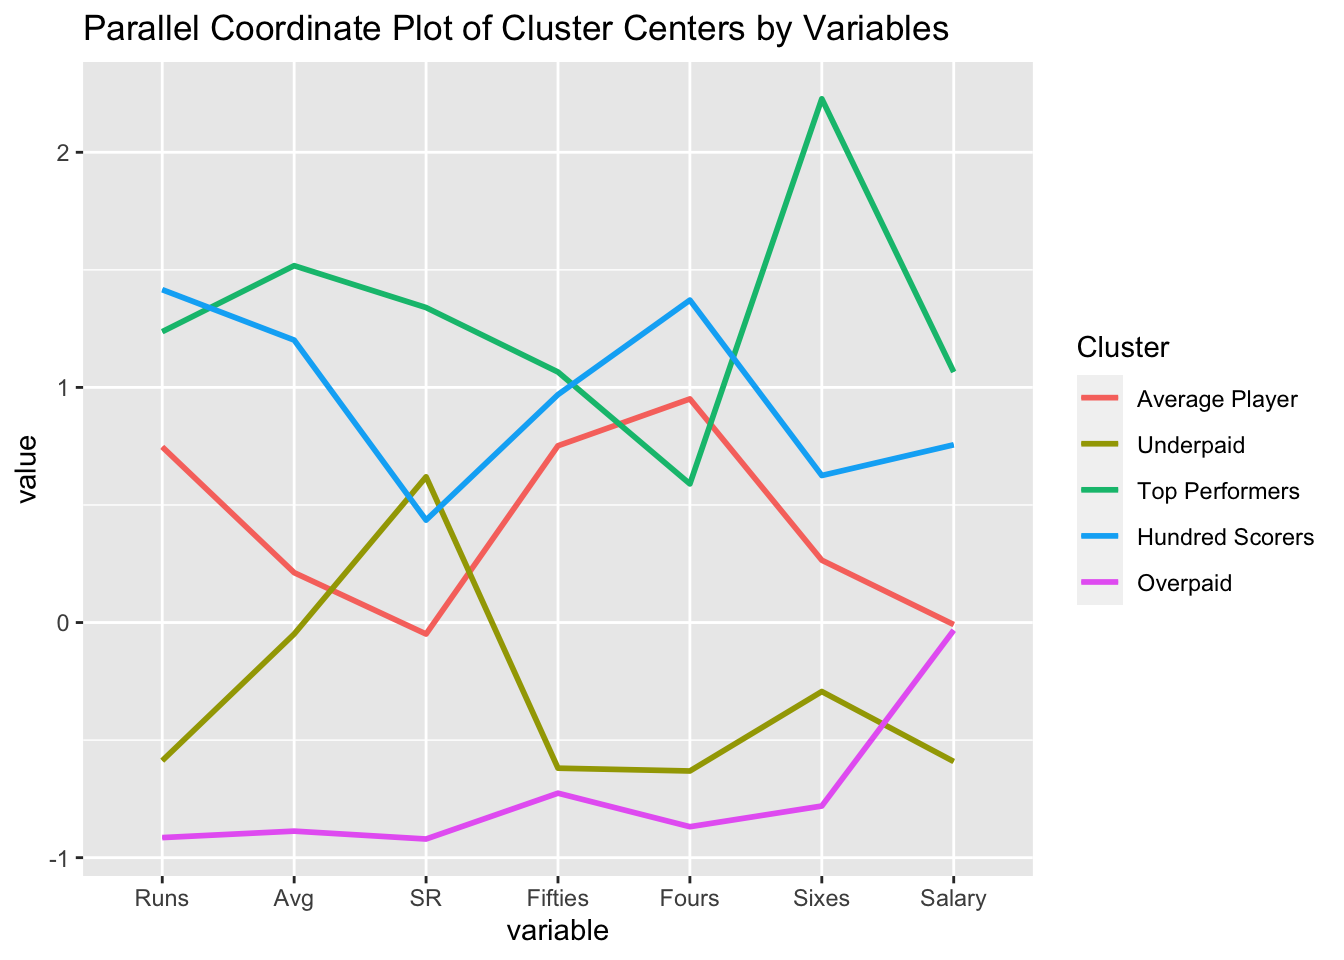 Parallel Coordinate Plot of Cluster Centers by Variables
value
2
1
0
-1
Runs Avg SR Fifties Fours Sixes Salary
variable
Cluster
Average Player
Underpaid
Top Performers
Hundred Scorers
Overpaid